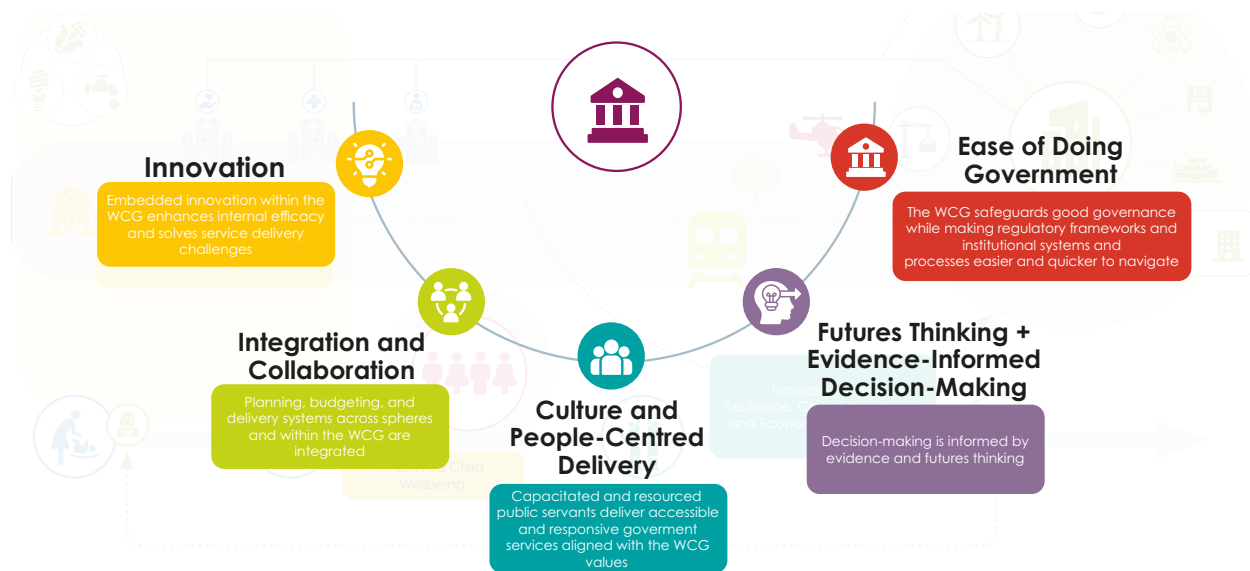 Innovation
Embedded innovation within the
WCG enhances internal efficacy
and solves service delivery
challenges
Integration and
Collaboration
Planning, budgeting, and
delivery systems across spheres
and within the WCG are
integrated
Culture and
People-Centred
Delivery
Capacitated and resourced
public servants deliver accessible
and responsive goverment
services aligned with the WCG
values
Futures Thinking +
Evidence-Informed
Decision-Making
Decision-making is informed by
evidence and futures thinking
Ease of Doing
Government
The WCG safeguards good governance
while making regulatory frameworks and
institutional systems and
processes easier and quicker to navigate
Child
Wellbeing
Resilience,
and